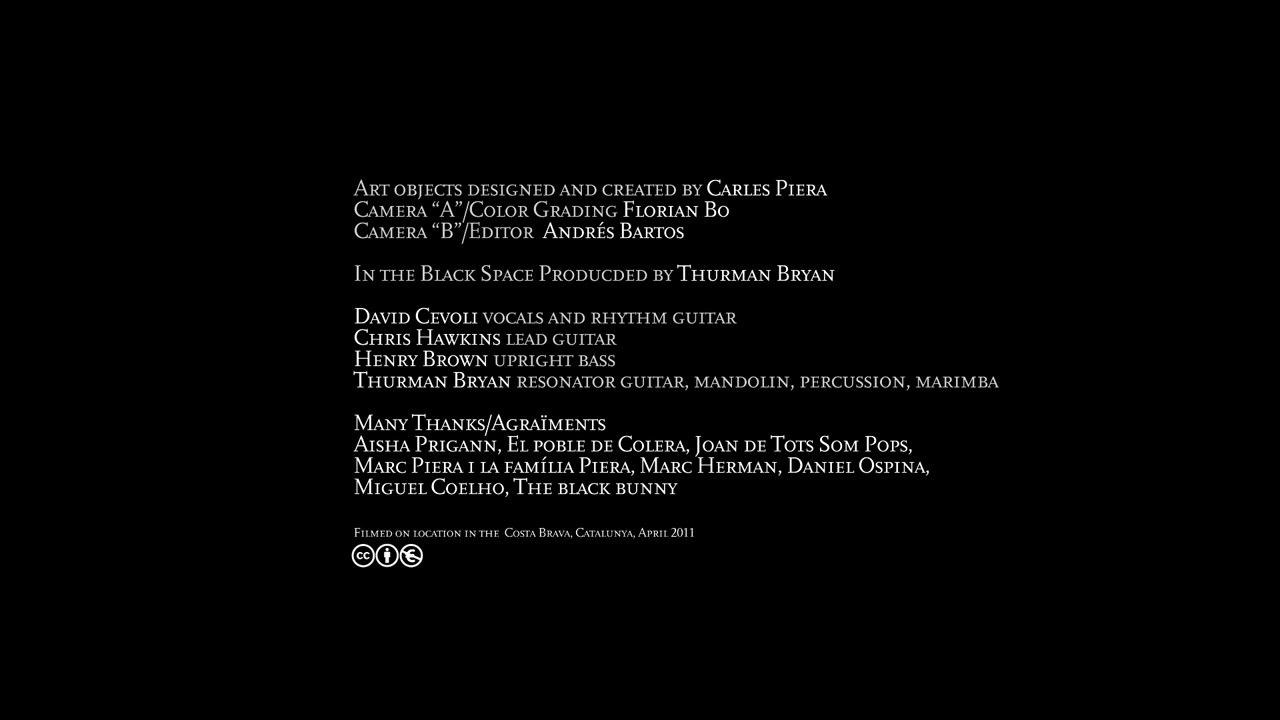 Art objects designed and created by Carles Piera
Camera “A”/Color Grading Florian Bo
Camera “B”/Editor Andrés Bartos
In the Black Space Producded by Thurman Bryan
David Cevoli vocals and rhythm guitar
Chris Hawkins lead guitar
Henry Brown upright bass
Thurman Bryan resonator guitar, mandolin, percussion, marimba
Many Thanks/Agraïments
Aisha Prigann, El poble de Colera, Joan de Tots Som Pops,
Marc Piera i la família Piera, Marc Herman, Daniel Ospina,
Miguel Coelho, The black bunny
Filmed on location in the Costa Brava, Catalunya, April 2011
cc